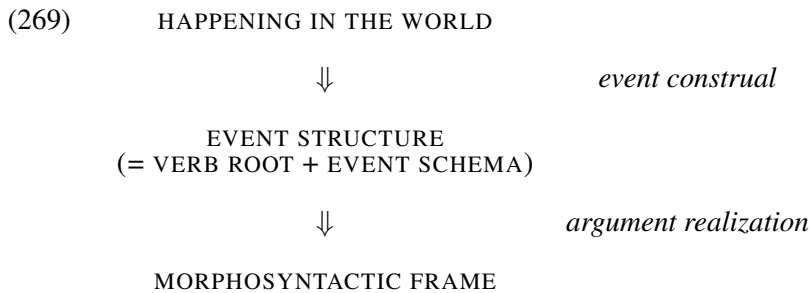 (269) HAPPENING IN THE WORLD
⇓ event construal
EVENT STRUCTURE
(= VERB ROOT + EVENT SCHEMA)
⇓ argument realization
MORPHOSYNTACTIC FRAME